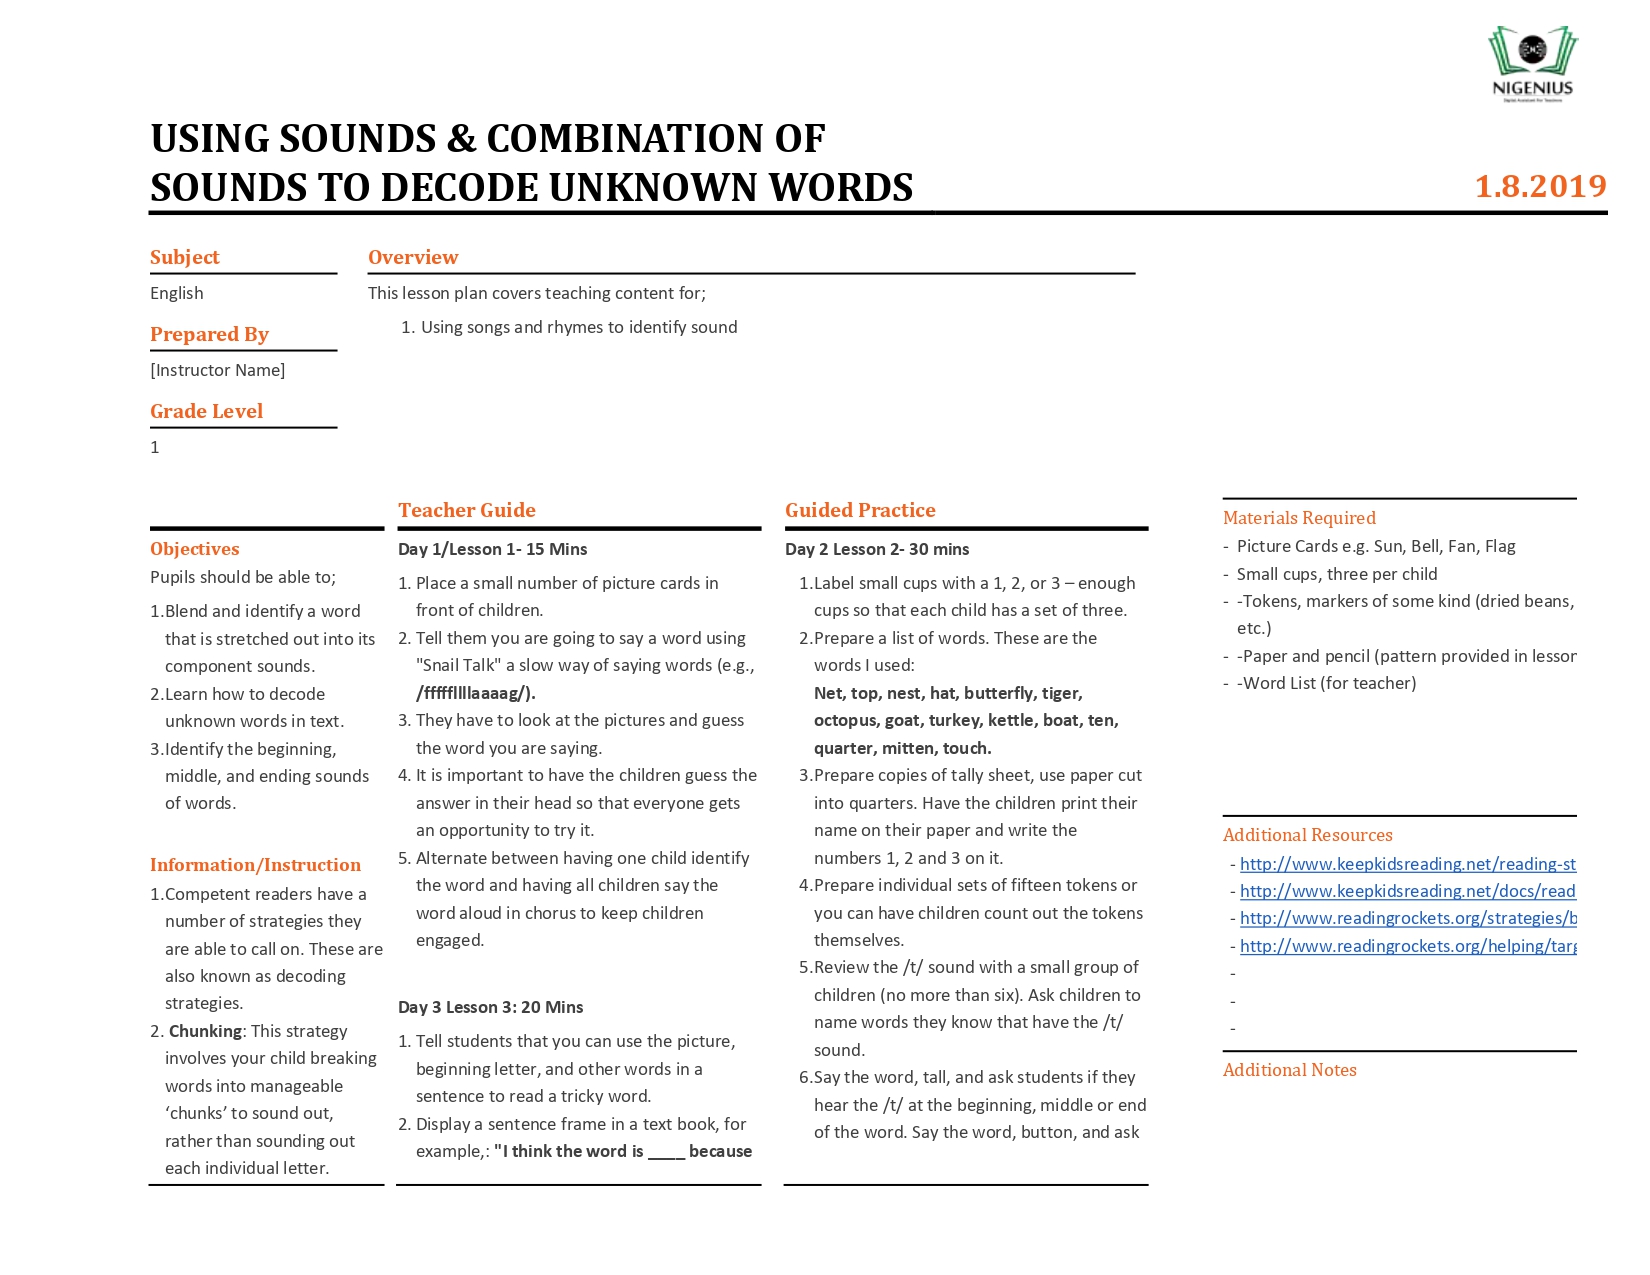 NIGENIUS
Digital Assistant For Teachers
USING SOUNDS & COMBINATION OF
SOUNDS TO DECODE UNKNOWN WORDS
1.8.2019
Subject
English
Prepared By
[Instructor Name]
Grade Level
1
Overview
This lesson plan covers teaching content for;
1. Using songs and rhymes to identify sound
Objectives
Pupils should be able to;
1.Blend and identify a word
that is stretched out into its
component sounds.
2.Learn how to decode
unknown words in text.
3.Identify the beginning,
middle, and ending sounds
of words.
Information/Instruction
1.Competent readers have a
number of strategies they
are able to call on. These are
also known as decoding
strategies.
2. Chunking: This strategy
involves your child breaking
words into manageable
‘chunks’ to sound out,
rather than sounding out
each individual letter.
Teacher Guide
Day 1/Lesson 1- 15 Mins
1. Place a small number of picture cards in
front of children.
2. Tell them you are going to say a word using
"Snail Talk" a slow way of saying words (e.g.,
/fffffllllaaaag/).
3. They have to look at the pictures and guess
the word you are saying.
4. It is important to have the children guess the
answer in their head so that everyone gets
an opportunity to try it.
5. Alternate between having one child identify
the word and having all children say the
word aloud in chorus to keep children
engaged.
Day 3 Lesson 3: 20 Mins
1. Tell students that you can use the picture,
beginning letter, and other words in a
sentence to read a tricky word.
2. Display a sentence frame in a text book, for
example,: "I think the word is ____ because
Guided Practice
Day 2 Lesson 2- 30 mins
1.Label small cups with a 1, 2, or 3 – enough
cups so that each child has a set of three.
2.Prepare a list of words. These are the
words I used:
Net, top, nest, hat, butterfly, tiger,
octopus, goat, turkey, kettle, boat, ten,
quarter, mitten, touch.
3.Prepare copies of tally sheet, use paper cut
into quarters. Have the children print their
name on their paper and write the
numbers 1, 2 and 3 on it.
4.Prepare individual sets of fifteen tokens or
you can have children count out the tokens
themselves.
5.Review the /t/ sound with a small group of
children (no more than six). Ask children to
name words they know that have the /t/
sound.
6.Say the word, tall, and ask students if they
hear the /t/ at the beginning, middle or end
of the word. Say the word, button, and ask
Materials Required
- Picture Cards e.g. Sun, Bell, Fan, Flag
- Small cups, three per child
- -Tokens, markers of some kind (dried beans,
etc.)
- -Paper and pencil (pattern provided in lesson
- -Word List (for teacher)
Additional Resources
- http://www.keepkidsreading.net/reading-st
- http://www.keepkidsreading.net/docs/read
- http://www.readingrockets.org/strategies/b
- http://www.readingrockets.org/helping/targ
-
-
-
Additional Notes